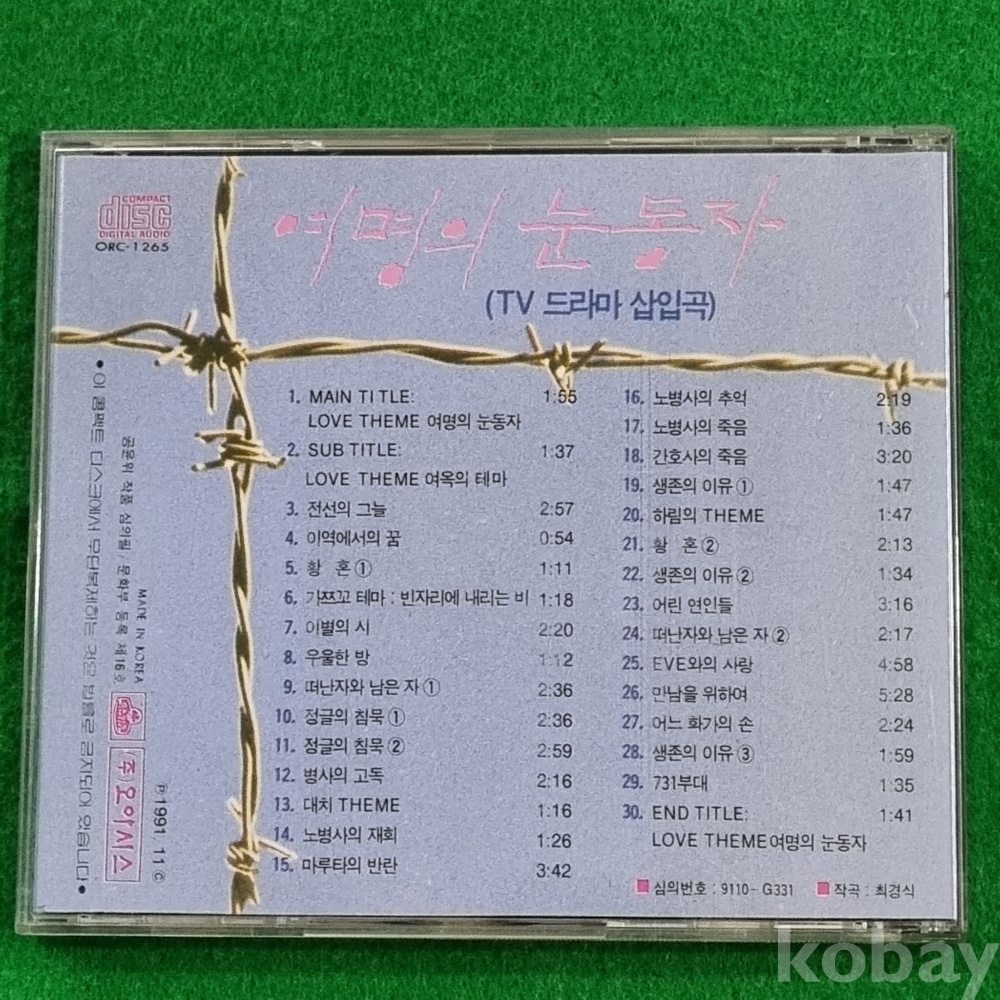 COMPACT
disc
DIGITAL AUDIO
ORC-1265
여명의 눈동자
(TV 드라마 삽입곡)
1. MAIN TITLE: 1:55
LOVE THEME 여명의 눈동자
2. SUB TITLE: 1:37
LOVE THEME 여옥의 테마
3. 전선의 그늘 2:57
4. 이역에서의 꿈 0:54
5. 황 혼① 1:11
6. 가쯔꼬 테마 : 빈자리에 내리는 비 1:18
7. 이별의 시 2:20
8. 우울한 방 1:12
9. 떠난자와 남은 자① 2:36
10. 정글의 침묵① 2:36
11. 정글의 침묵② 2:59
12. 병사의 고독 2:16
13. 대치 THEME 1:16
14. 노병사의 재회 1:26
15. 마루타의 반란 3:42
16. 노병사의 추억 2:19
17. 노병사의 죽음 1:36
18. 간호사의 죽음 3:20
19. 생존의 이유① 1:47
20. 하림의 THEME 1:47
21. 황 혼② 2:13
22. 생존의 이유② 1:34
23. 어린 연인들 3:16
24. 떠난자와 남은 자② 2:17
25. EVE와의 사랑 4:58
26. 만남을 위하여 5:28
27. 어느 화가의 손 2:24
28. 생존의 이유③ 1:59
29. 731부대 1:35
30. END TITLE: 1:41
LOVE THEME여명의 눈동자
심의번호 : 9110-G331 작곡 : 최경식
MADE IN KOREA
공윤위 작품 심의필/문화부 등록 제16호
•이 콤팩트 디스크에서 무단복제하는 것은 법률로 금지되어 있습니다•
(주)오아시스
℗1991. 11 ©
kobay